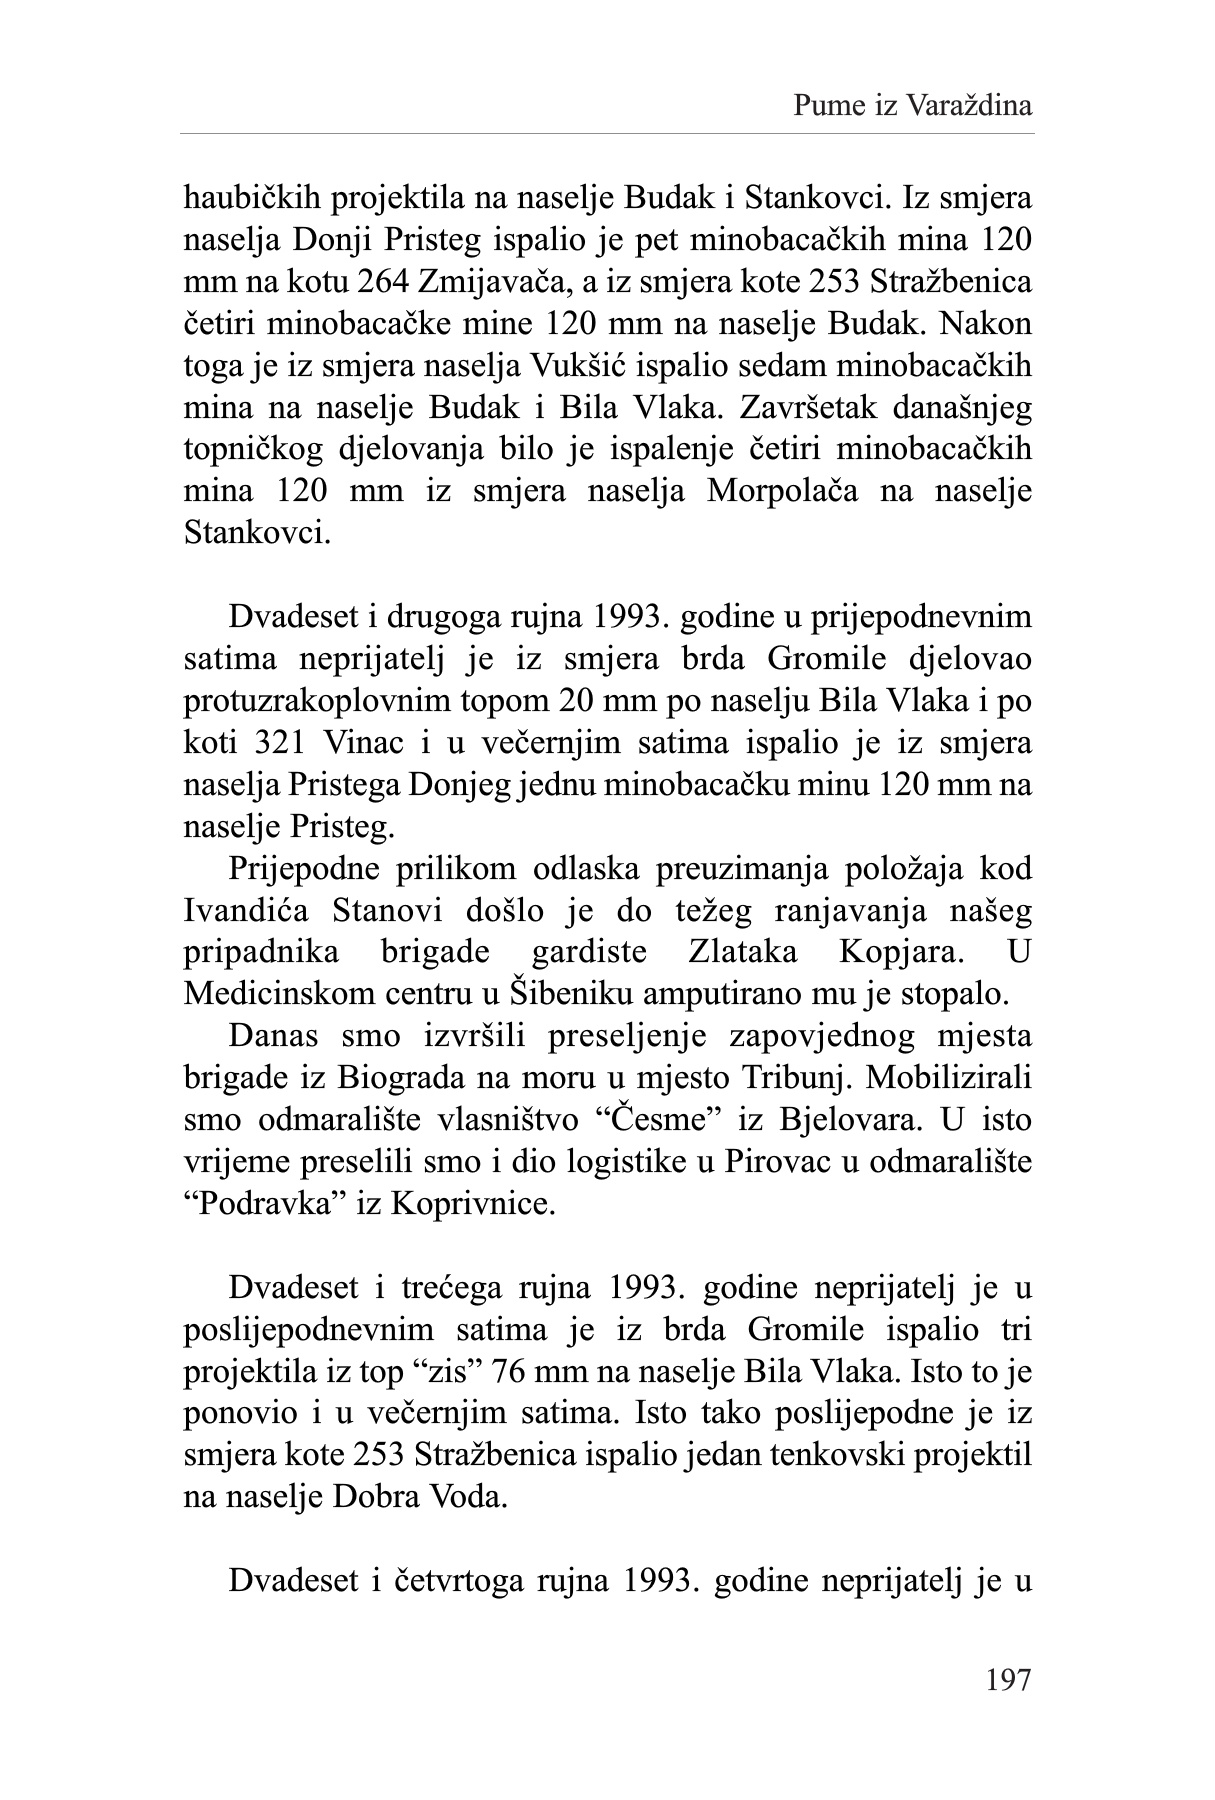 Pume iz Varaždina
haubičkih projektila na naselje Budak i Stankovci. Iz smjera
naselja Donji Pristeg ispalio je pet minobacačkih mina 120
mm na kotu 264 Zmijavača, a iz smjera kote 253 Stražbenica
četiri minobacačke mine 120 mm na naselje Budak. Nakon
toga je iz smjera naselja Vukšić ispalio sedam minobacačkih
mina na naselje Budak i Bila Vlaka. Završetak današnjeg
topničkog djelovanja bilo je ispalenje četiri minobacačkih
mina 120 mm iz smjera naselja Morpolača na naselje
Stankovci.
Dvadeset i drugoga rujna 1993. godine u prijepodnevnim
satima neprijatelj je iz smjera brda Gromile djelovao
protuzrakoplovnim topom 20 mm po naselju Bila Vlaka i po
koti 321 Vinac i u večernjim satima ispalio je iz smjera
naselja Pristega Donjeg jednu minobacačku minu 120 mm na
naselje Pristeg.
Prijepodne prilikom odlaska preuzimanja položaja kod
Ivandića Stanovi došlo je do težeg ranjavanja našeg
pripadnika brigade gardiste Zlataka Kopjara. U
Medicinskom centru u Šibeniku amputirano mu je stopalo.
Danas smo izvršili preseljenje zapovjednog mjesta
brigade iz Biograda na moru u mjesto Tribunj. Mobilizirali
smo odmaralište vlasništvo “Česme” iz Bjelovara. U isto
vrijeme preselili smo i dio logistike u Pirovac u odmaralište
“Podravka” iz Koprivnice.
Dvadeset i trećega rujna 1993. godine neprijatelj je u
poslijepodnevnim satima je iz brda Gromile ispalio tri
projektila iz top “zis” 76 mm na naselje Bila Vlaka. Isto to je
ponovio i u večernjim satima. Isto tako poslijepodne je iz
smjera kote 253 Stražbenica ispalio jedan tenkovski projektil
na naselje Dobra Voda.
Dvadeset i četvrtoga rujna 1993. godine neprijatelj je u
197